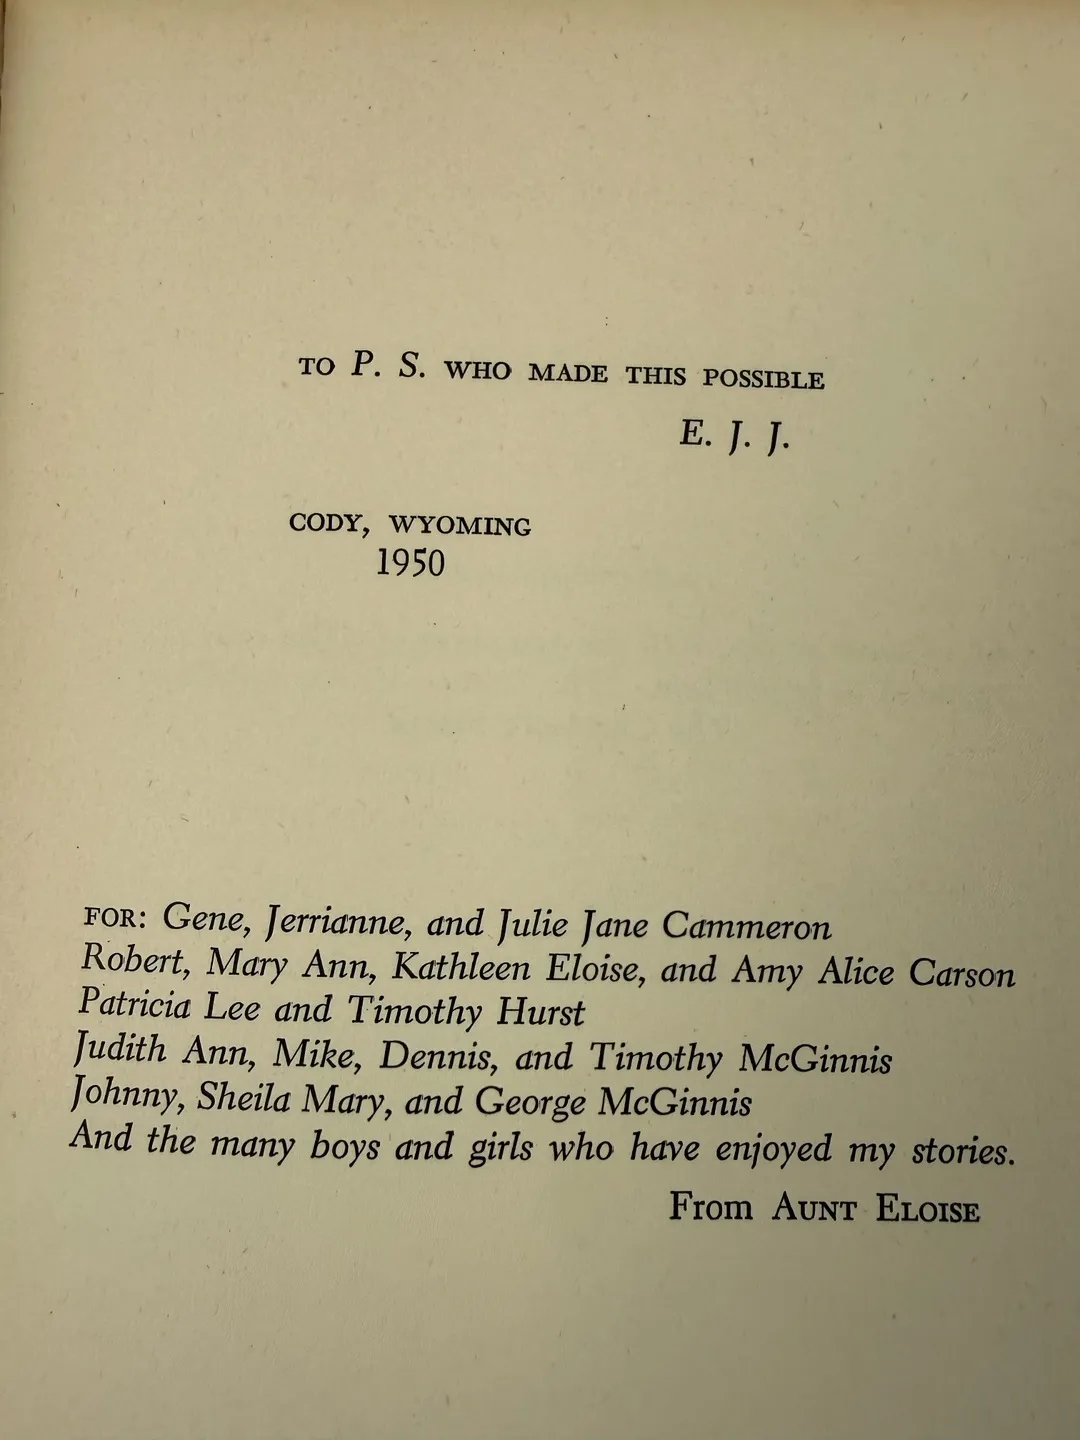 TO P. S. WHO MADE THIS POSSIBLE
E. J. J.
CODY, WYOMING
1950
FOR: Gene, Jerrianne, and Julie Jane Cammeron
Robert, Mary Ann, Kathleen Eloise, and Amy Alice Carson
Patricia Lee and Timothy Hurst
Judith Ann, Mike, Dennis, and Timothy McGinnis
Johnny, Sheila Mary, and George McGinnis
And the many boys and girls who have enjoyed my stories.
From AUNT ELOISE